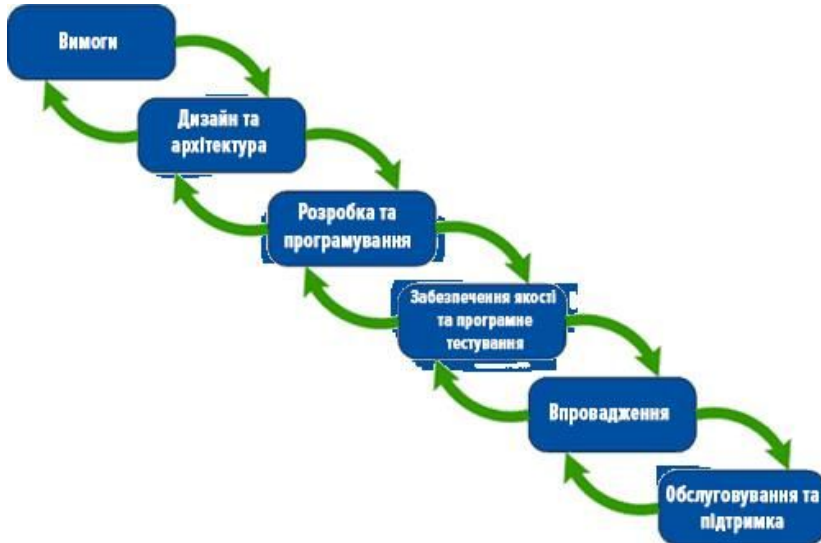 Вимоги
Дизайн та
архітектура
Розробка та
програмування
Забезпечення якості
та програмне
тестування
Впровадження
Обслуговування та
підтримка